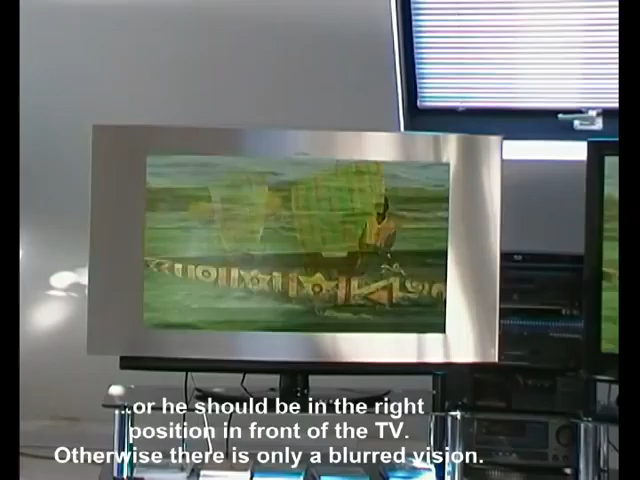 ...or he should be in the right
position in front of the TV.
Otherwise there is only a blurred vision.